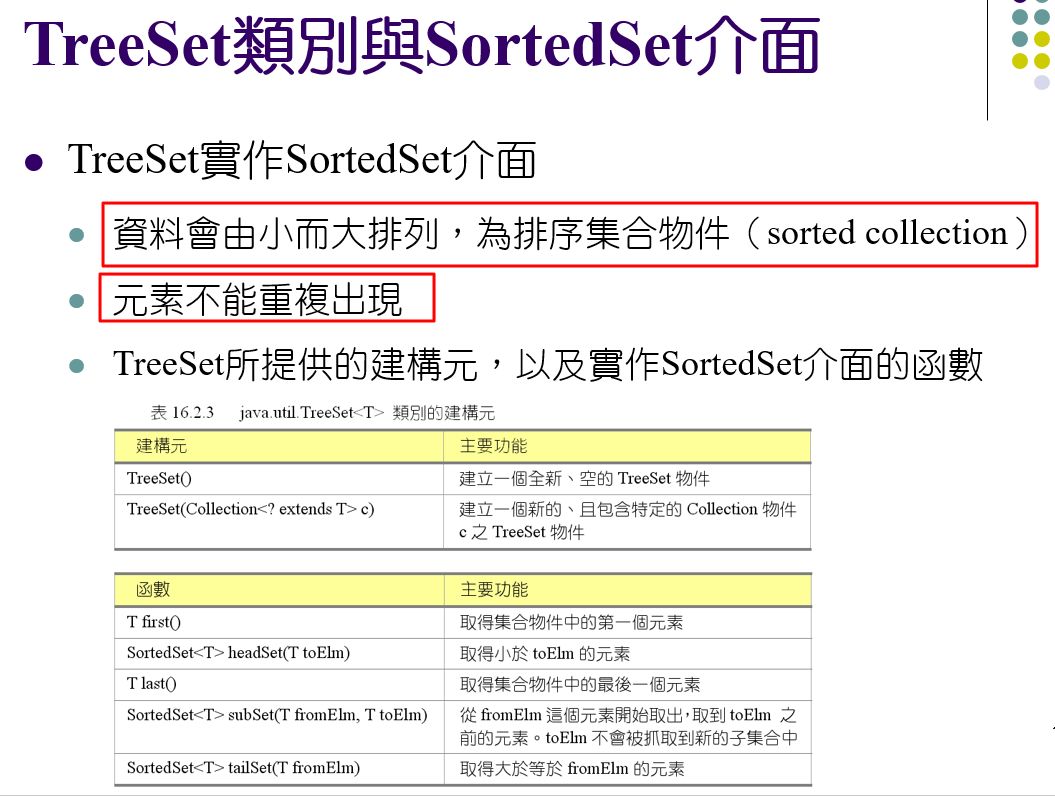 TreeSet類別與SortedSet介面
TreeSet實作SortedSet介面
資料會由小而大排列，為排序集合物件（sorted collection）
元素不能重複出現
TreeSet所提供的建構元，以及實作SortedSet介面的函數
表 16.2.3 java.util.TreeSet<T> 類別的建構元
建構元 主要功能
TreeSet() 建立一個全新、空的 TreeSet 物件
TreeSet(Collection<? extends T> c) 建立一個新的、且包含特定的 Collection 物件
c 之 TreeSet 物件
函數 主要功能
T first() 取得集合物件中的第一個元素
SortedSet<T> headSet(T toElm) 取得小於 toElm 的元素
T last() 取得集合物件中的最後一個元素
SortedSet<T> subSet(T fromElm, T toElm) 從 fromElm 這個元素開始取出，取到 toElm 之
前的元素。toElm 不會被抓取到新的子集合中
SortedSet<T> tailSet(T fromElm) 取得大於等於 fromElm 的元素